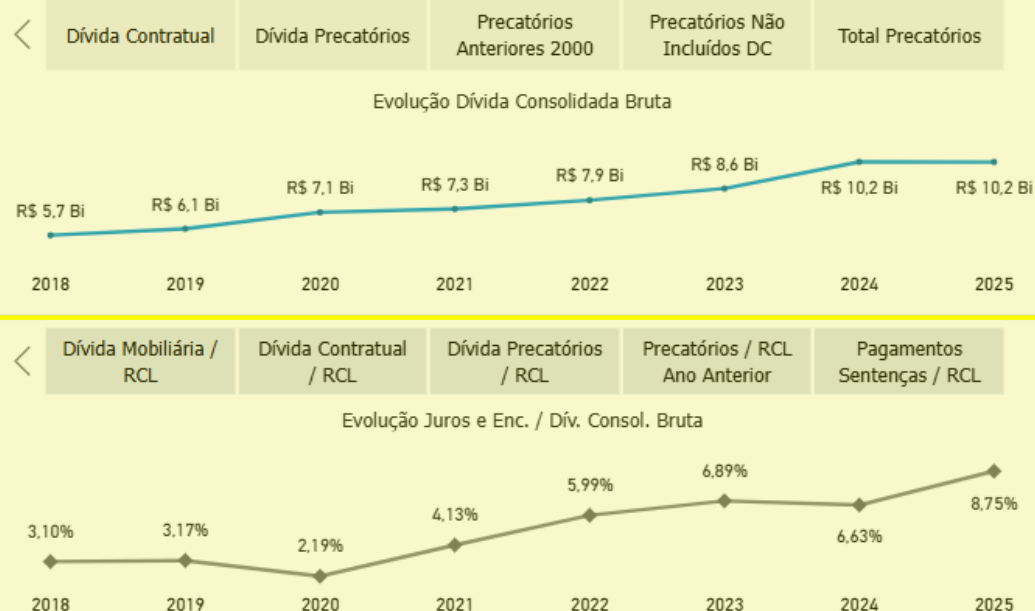 Dívida Contratual
Dívida Precatórios
Precatórios
Anteriores 2000
Precatórios Não
Incluídos DC
Total Precatórios
Evolução Dívida Consolidada Bruta
R$ 5,7 Bi
R$ 6,1 Bi
R$ 7,1 Bi
R$ 7,3 Bi
R$ 7,9 Bi
R$ 8,6 Bi
R$ 10,2 Bi
R$ 10,2 Bi
2018
2019
2020
2021
2022
2023
2024
2025
Dívida Mobiliária /
RCL
Dívida Contratual
/ RCL
Dívida Precatórios
/ RCL
Precatórios / RCL
Ano Anterior
Pagamentos
Sentenças / RCL
Evolução Juros e Enc. / Dív. Consol. Bruta
3,10%
3,17%
2,19%
4,13%
5,99%
6,89%
6,63%
8,75%
2018
2019
2020
2021
2022
2023
2024
2025